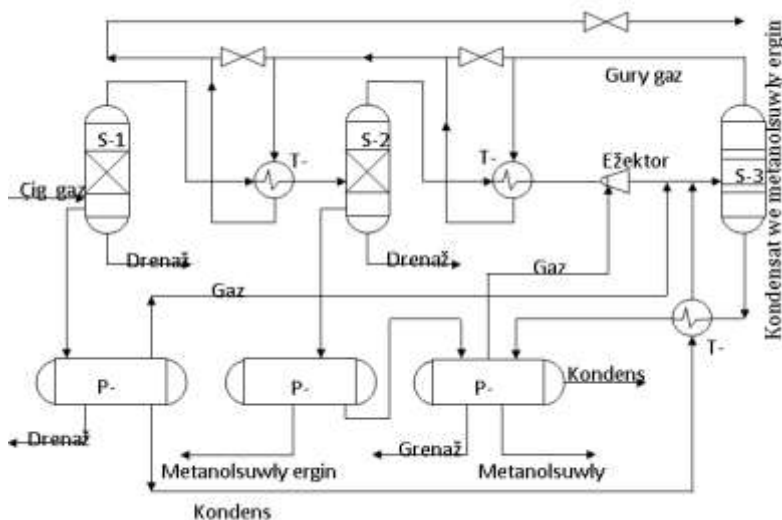 Gury gaz
Kondensat we metanolsuwly ergin
S-1
S-2
T-
T-
Ežektor
S-3
Çig gaz
Drenaž
Drenaž
Gaz
Gaz
T-
P-
P-
P-
Kondens
Drenaž
Grenaž
Metanolsuwly ergin
Metanolsuwly
Kondens